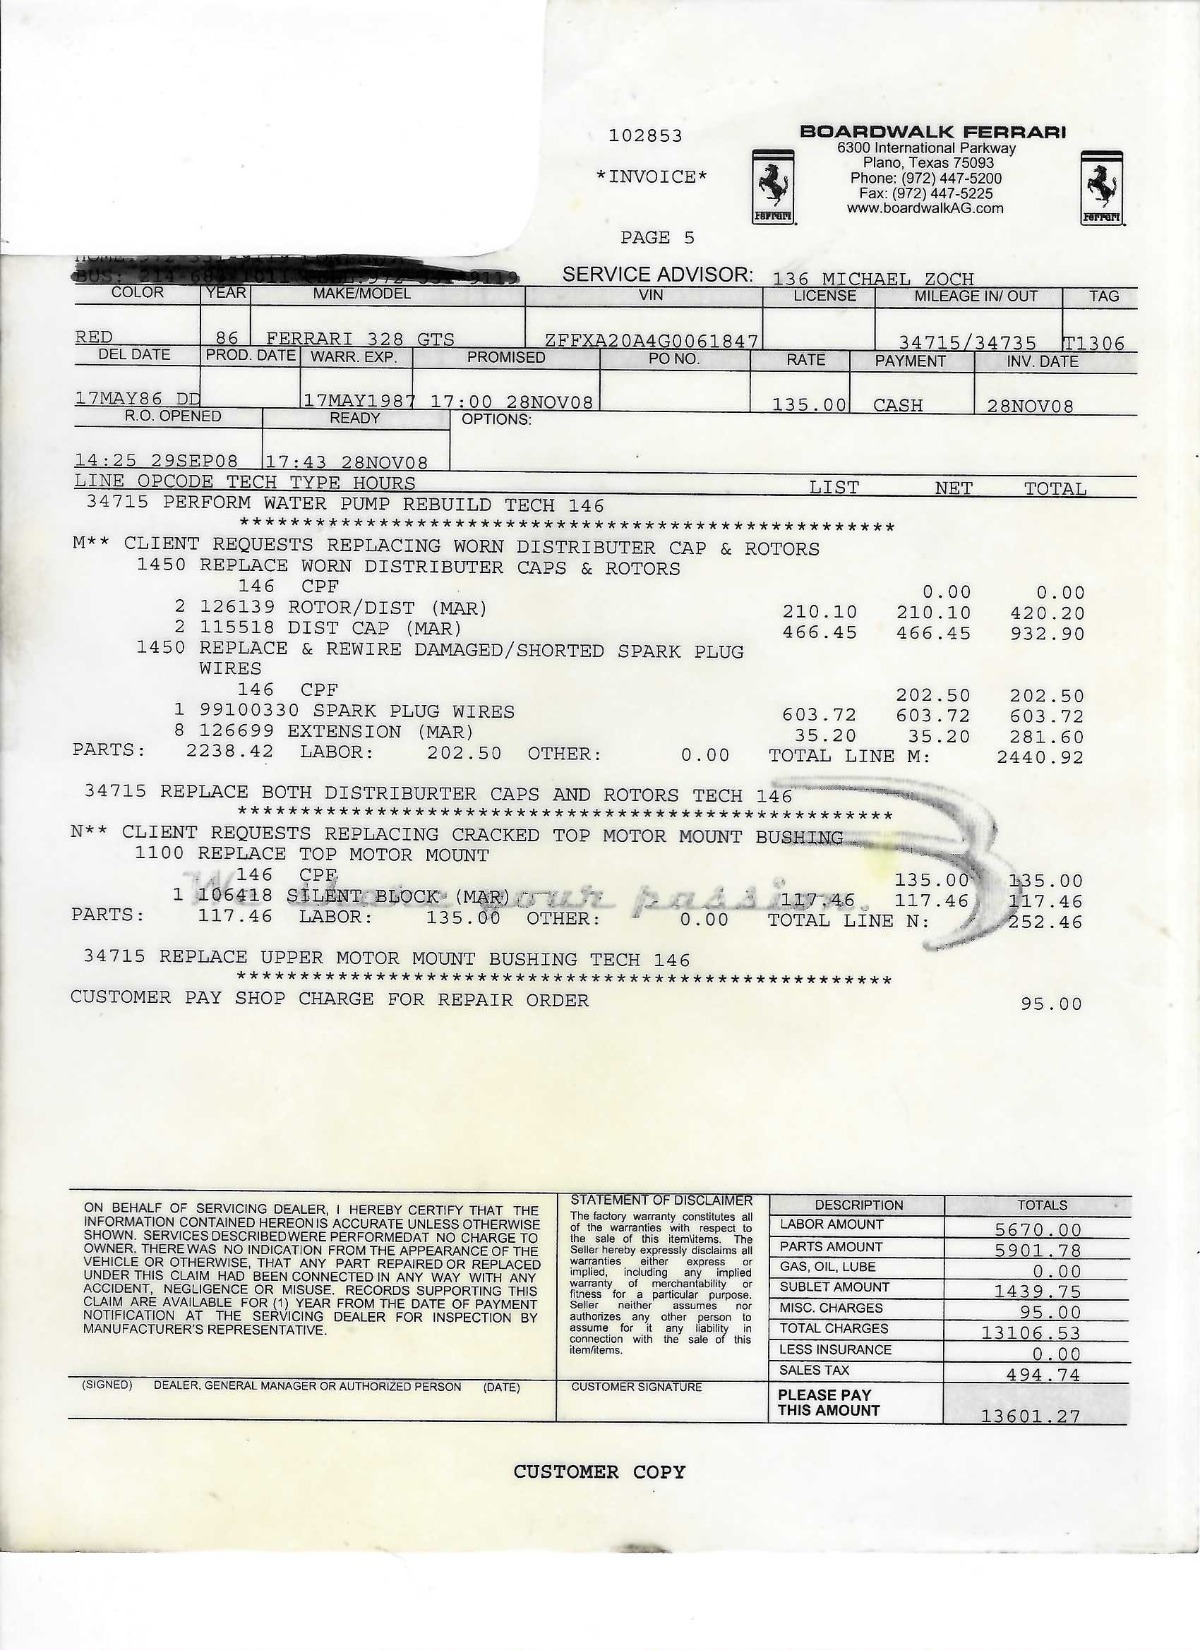 102853
*INVOICE*
PAGE 5
BOARDWALK FERRARI
6300 International Parkway
Plano, Texas 75093
Phone: (972) 447-5200
Fax: (972) 447-5225
www.boardwalkAG.com
Ferrari
Ferrari
SERVICE ADVISOR: 136 MICHAEL ZOCH
COLOR YEAR MAKE/MODEL VIN LICENSE MILEAGE IN/ OUT TAG
RED 86 FERRARI 328 GTS ZFFXA20A4G0061847 34715/34735 T1306
DEL DATE PROD. DATE WARR. EXP. PROMISED PO NO. RATE PAYMENT INV. DATE
17MAY86 DD 17MAY1987 17:00 28NOV08 135.00 CASH 28NOV08
R.O. OPENED READY OPTIONS:
14:25 29SEP08 17:43 28NOV08
LINE OPCODE TECH TYPE HOURS LIST NET TOTAL
34715 PERFORM WATER PUMP REBUILD TECH 146
****************************************************
M** CLIENT REQUESTS REPLACING WORN DISTRIBUTER CAP & ROTORS
1450 REPLACE WORN DISTRIBUTER CAPS & ROTORS
146 CPF 0.00 0.00
2 126139 ROTOR/DIST (MAR) 210.10 210.10 420.20
2 115518 DIST CAP (MAR) 466.45 466.45 932.90
1450 REPLACE & REWIRE DAMAGED/SHORTED SPARK PLUG
WIRES
146 CPF 202.50 202.50
1 99100330 SPARK PLUG WIRES 603.72 603.72 603.72
8 126699 EXTENSION (MAR) 35.20 35.20 281.60
PARTS: 2238.42 LABOR: 202.50 OTHER: 0.00 TOTAL LINE M: 2440.92
34715 REPLACE BOTH DISTRIBURTER CAPS AND ROTORS TECH 146
****************************************************
N** CLIENT REQUESTS REPLACING CRACKED TOP MOTOR MOUNT BUSHING
1100 REPLACE TOP MOTOR MOUNT
146 CPF 135.00 135.00
We share your passion.
1 106418 SILENT BLOCK (MAR) 117.46 117.46 117.46
PARTS: 117.46 LABOR: 135.00 OTHER: 0.00 TOTAL LINE N: 252.46
34715 REPLACE UPPER MOTOR MOUNT BUSHING TECH 146
****************************************************
CUSTOMER PAY SHOP CHARGE FOR REPAIR ORDER 95.00
ON BEHALF OF SERVICING DEALER, I HEREBY CERTIFY THAT THE
INFORMATION CONTAINED HEREON IS ACCURATE UNLESS OTHERWISE
SHOWN. SERVICES DESCRIBED WERE PERFORMED AT NO CHARGE TO
OWNER. THERE WAS NO INDICATION FROM THE APPEARANCE OF THE
VEHICLE OR OTHERWISE, THAT ANY PART REPAIRED OR REPLACED
UNDER THIS CLAIM HAD BEEN CONNECTED IN ANY WAY WITH ANY
ACCIDENT, NEGLIGENCE OR MISUSE. RECORDS SUPPORTING THIS
CLAIM ARE AVAILABLE FOR (1) YEAR FROM THE DATE OF PAYMENT
NOTIFICATION AT THE SERVICING DEALER FOR INSPECTION BY
MANUFACTURER'S REPRESENTATIVE.
(SIGNED) DEALER, GENERAL MANAGER OR AUTHORIZED PERSON (DATE)
STATEMENT OF DISCLAIMER
The factory warranty constitutes all
of the warranties with respect to
the sale of this item/items. The
Seller hereby expressly disclaims all
warranties either express or
implied, including any implied
warranty of merchantability or
fitness for a particular purpose.
Seller neither assumes nor
authorizes any other person to
assume for it any liability in
connection with the sale of this
item/items.
CUSTOMER SIGNATURE
DESCRIPTION TOTALS
LABOR AMOUNT 5670.00
PARTS AMOUNT 5901.78
GAS, OIL, LUBE 0.00
SUBLET AMOUNT 1439.75
MISC. CHARGES 95.00
TOTAL CHARGES 13106.53
LESS INSURANCE 0.00
SALES TAX 494.74
PLEASE PAY
THIS AMOUNT 13601.27
CUSTOMER COPY